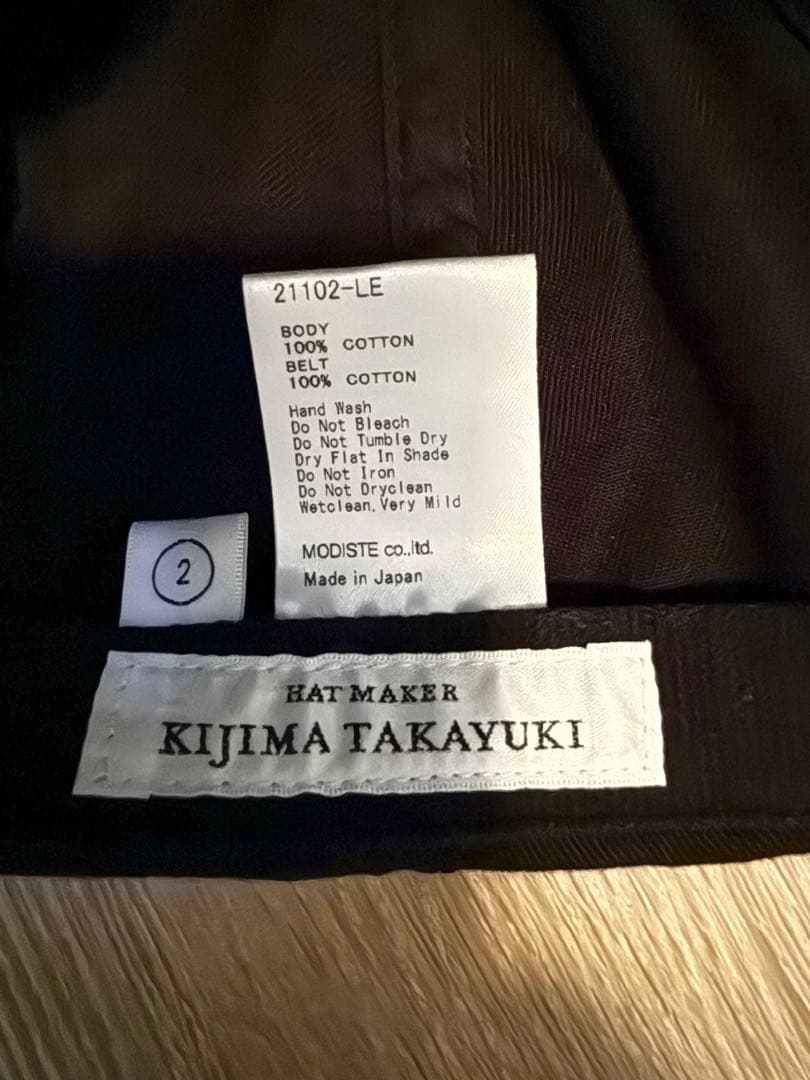 21102-LE
BODY
100% COTTON
BELT
100% COTTON
Hand Wash
Do Not Bleach
Do Not Tumble Dry
Dry Flat In Shade
Do Not Iron
Do Not Dryclean
Wetclean,Very Mild
MODISTE co.,ltd.
Made in Japan
2
HAT MAKER
KIJIMA TAKAYUKI